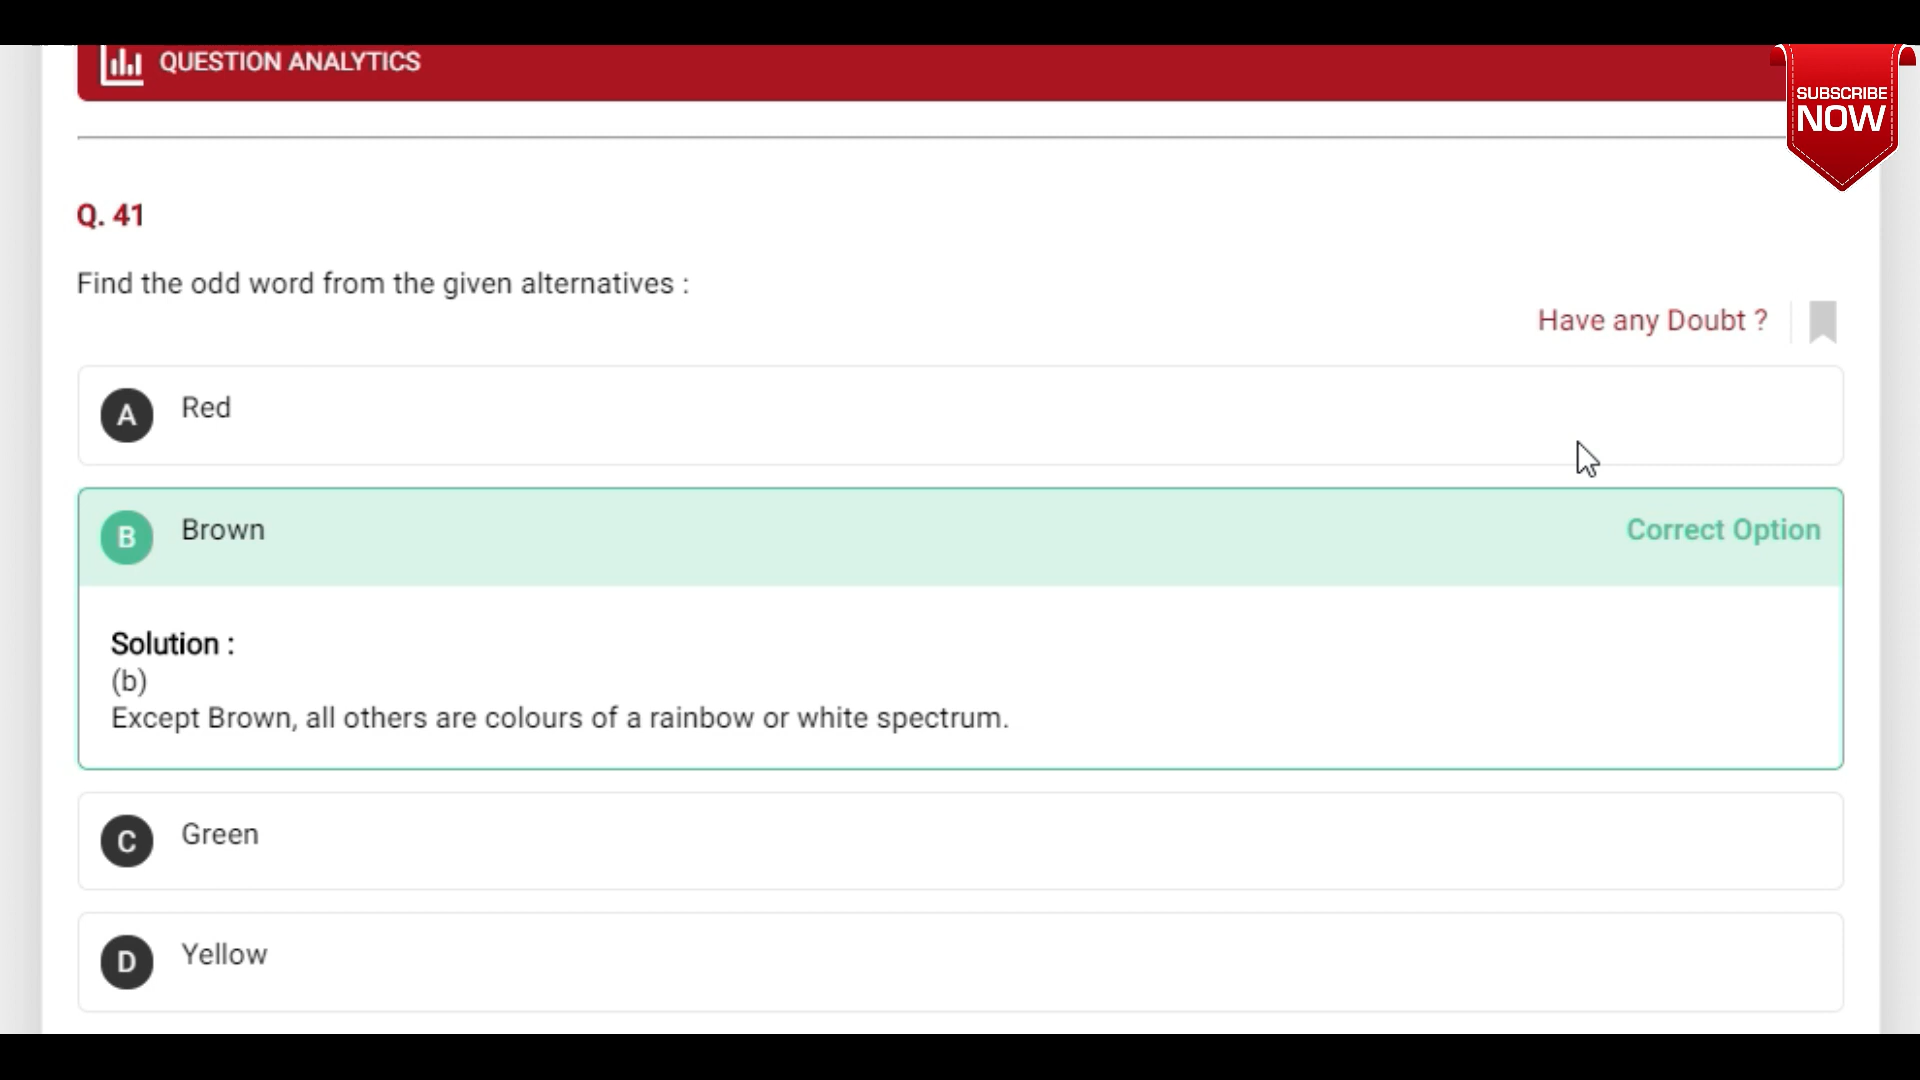 QUESTION ANALYTICS
SUBSCRIBE
NOW
Q. 41
Find the odd word from the given alternatives :
Have any Doubt ?
A Red
B Brown Correct Option
Solution :
(b)
Except Brown, all others are colours of a rainbow or white spectrum.
C Green
D Yellow